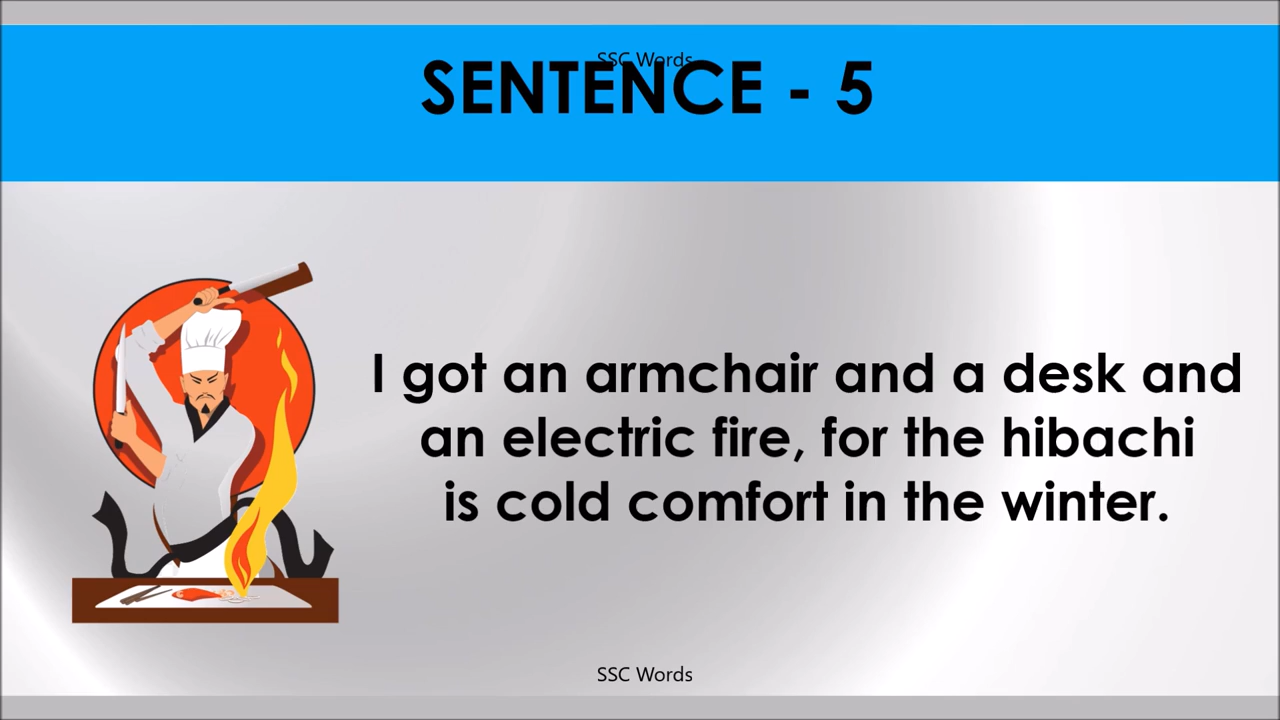 SSC Words
SENTENCE - 5
I got an armchair and a desk and
an electric fire, for the hibachi
is cold comfort in the winter.
SSC Words